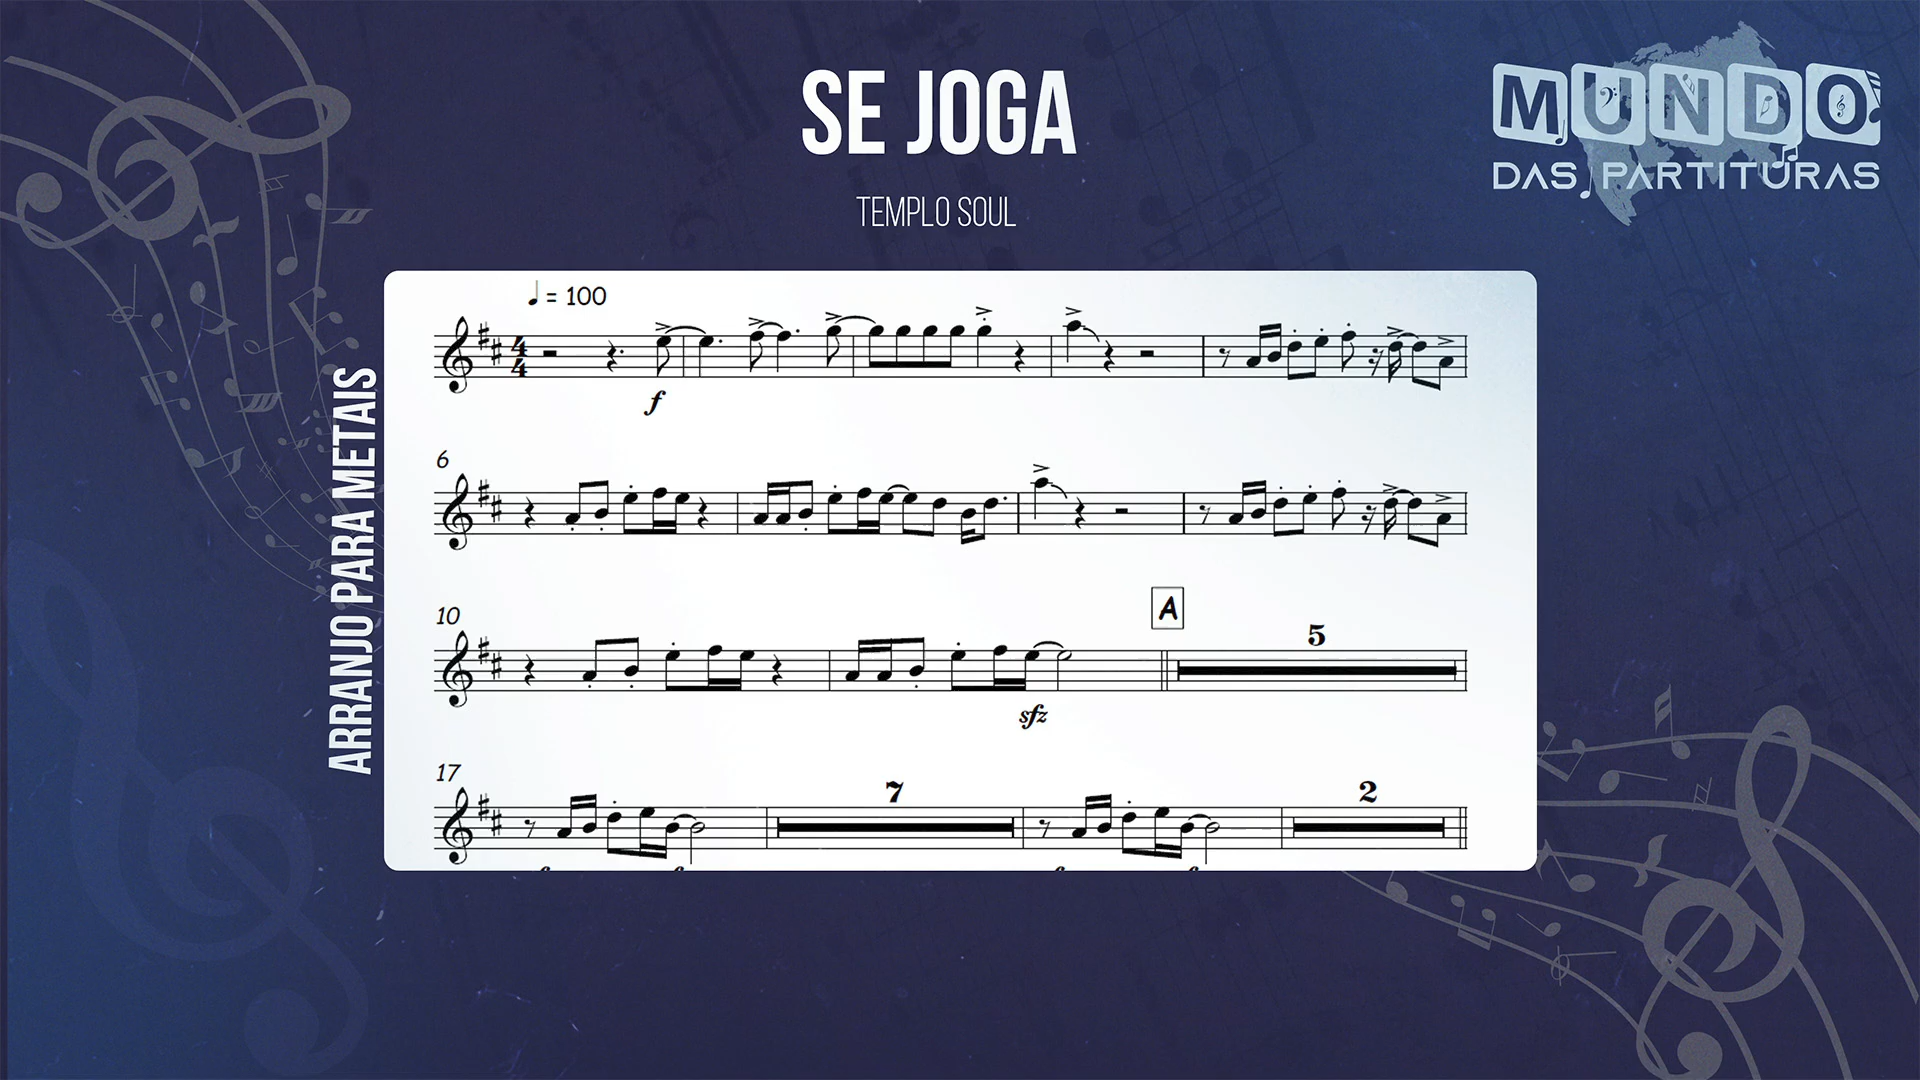 SE JOGA
TEMPLO SOUL
MUNDO
DAS PARTITURAS
ARRANJO PARA METAIS
= 100
4
4
f
6
10
A
5
sfz
17
7
2